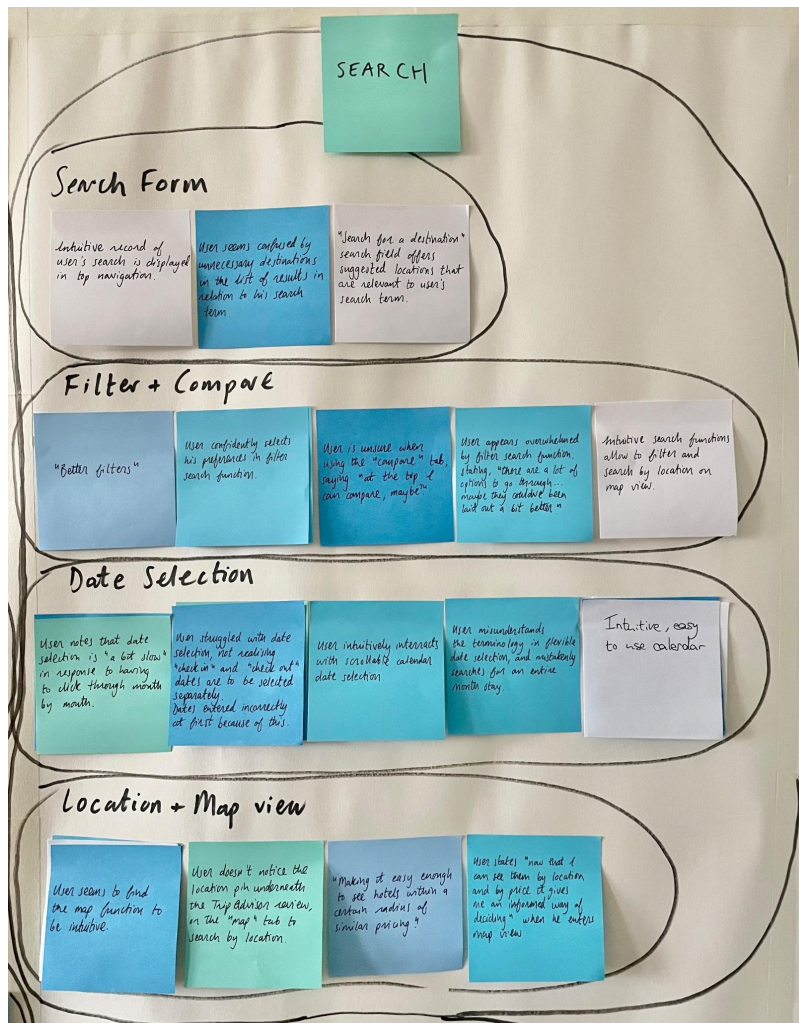 SEARCH
Search Form
Intuitive record of
user's search is displayed
in top navigation.
User seems confused by
unnecessary destinations
in the list of results in
relation to his search
term
"Search for a destination"
search field offers
suggested locations that
are relevant to user's
search term.
Filter + Compare
"Better filters"
User confidently selects
his preferences in filter
search function.
User is unsure when
using the "compare" tab,
saying "at the top I
can compare, maybe?"
User appears overwhelmed
by filter search function,
stating, "there are a lot of
options to go through...
maybe they could've been
laid out a bit better"
Intuitive search functions
allow to filter and
search by location on
map view.
Date Selection
User notes that date
selection is "a bit slow"
in response to having
to click through month
by month.
User struggled with date
selection, not realising
"check in" and "check out"
dates are to be selected
separately.
Dates entered incorrectly
at first because of this.
User intuitively interacts
with scrollable calendar
date selection
User misunderstands
the terminology in flexible
date selection, and mistakenly
searches for an entire
month stay.
Intuitive, easy
to use calendar
Location + Map view
User seems to find
the map function to
be intuitive.
User doesn't notice the
location pin underneath
the TripAdvisor review,
or the "map" tab to
search by location.
"Making it easy enough
to see hotels within a
certain radius of
similar pricing."
User states "now that I
can see them by location
and by price it gives
me an informed way of
deciding" when he enters
map view